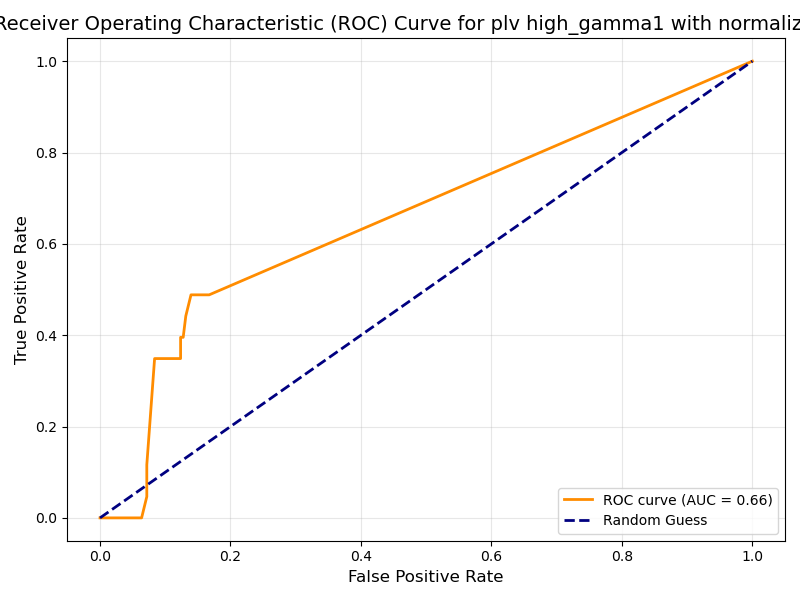 Receiver Operating Characteristic (ROC) Curve for plv high_gamma1 with normaliz
1.0
0.8
0.6
0.4
0.2
0.0
True Positive Rate
0.0 0.2 0.4 0.6 0.8 1.0
False Positive Rate
ROC curve (AUC = 0.66)
Random Guess